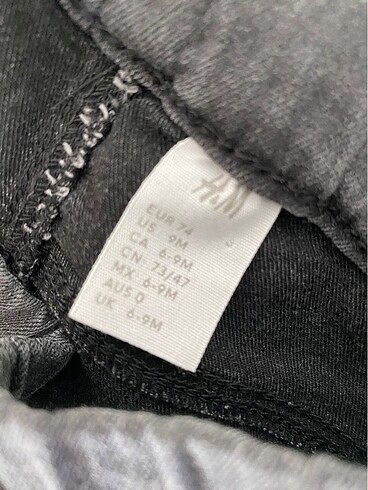 H&M
EUR 74
US 9M
CA 6-9M
CN 73/47
MX 6-9M
AUS 0
UK 6-9M